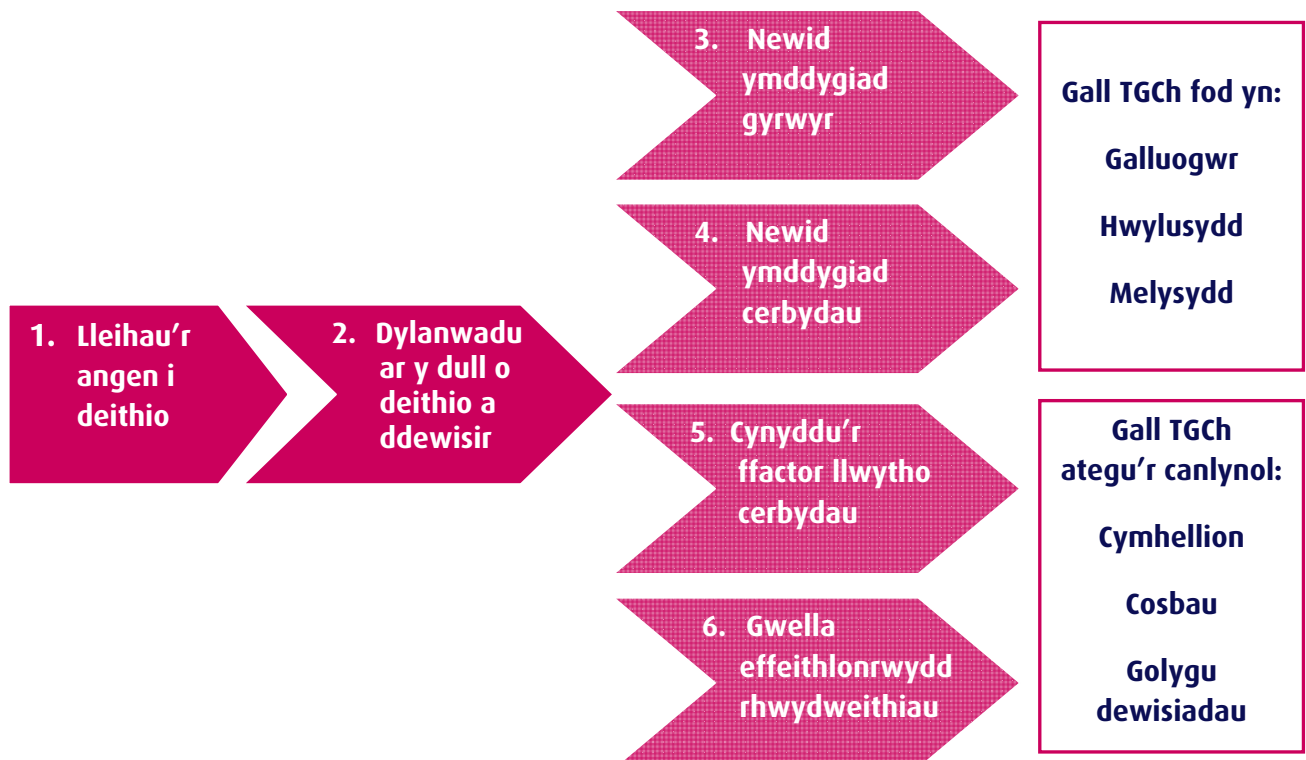 1. Lleihau'r
angen i
deithio
2. Dylanwadu
ar y dull o
deithio a
ddewisir
3. Newid
ymddygiad
gyrwyr
4. Newid
ymddygiad
cerbydau
5. Cynyddu'r
ffactor llwytho
cerbydau
6. Gwella
effeithlonrwydd
rhwydweithiau
Gall TGCh fod yn:
Galluogwr
Hwylusydd
Melysydd
Gall TGCh
ategu'r canlynol:
Cymhellion
Cosbau
Golygu
dewisiadau